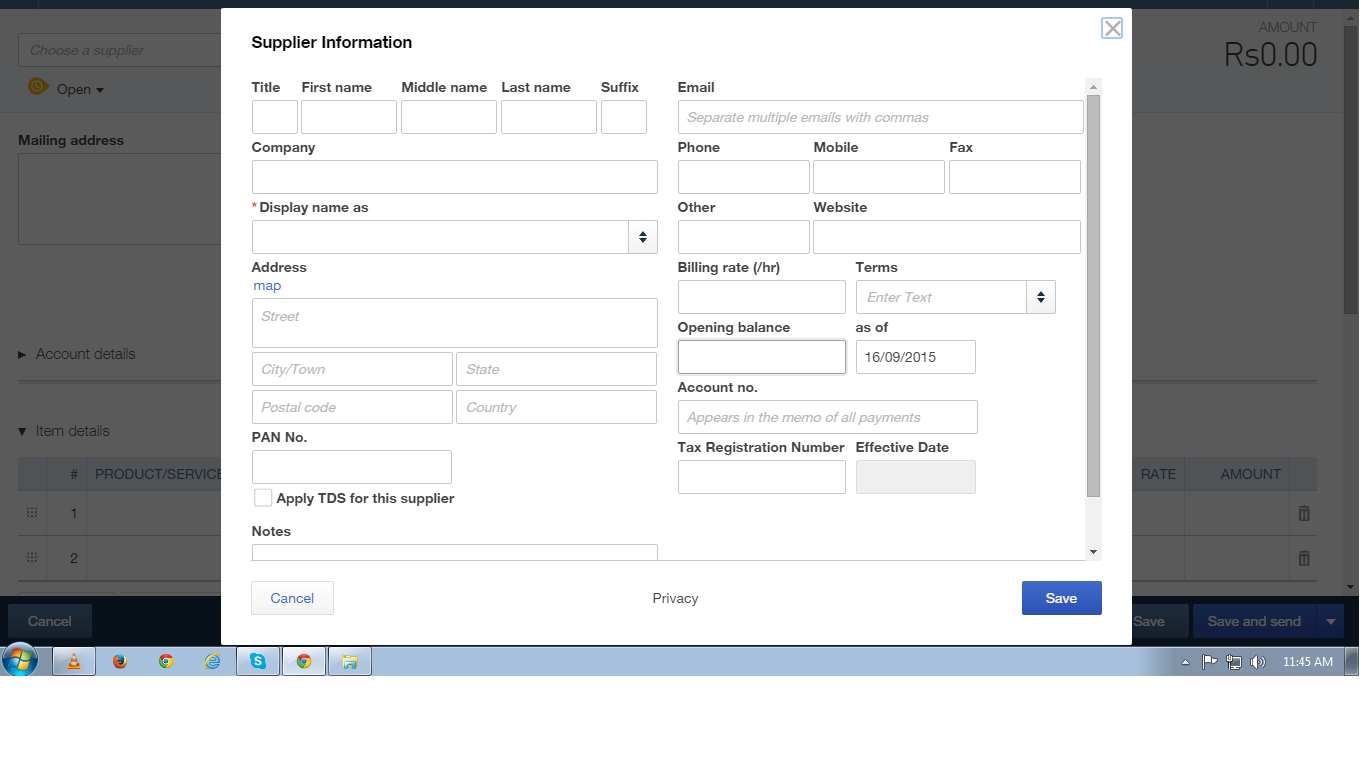 Supplier Information
Title First name Middle name Last name Suffix
Company
* Display name as
Address
map
Street
City/Town State
Postal code Country
PAN No.
Apply TDS for this supplier
Notes
Email
Separate multiple emails with commas
Phone Mobile Fax
Other Website
Billing rate (/hr) Terms
Enter Text
Opening balance as of
16/09/2015
Account no.
Appears in the memo of all payments
Tax Registration Number Effective Date
Cancel Privacy Save
Choose a supplier
Open
Mailing address
AMOUNT
Rs0.00
Account details
Item details
# PRODUCT/SERVICE RATE AMOUNT
1
2
Cancel Save Save and send
11:45 AM